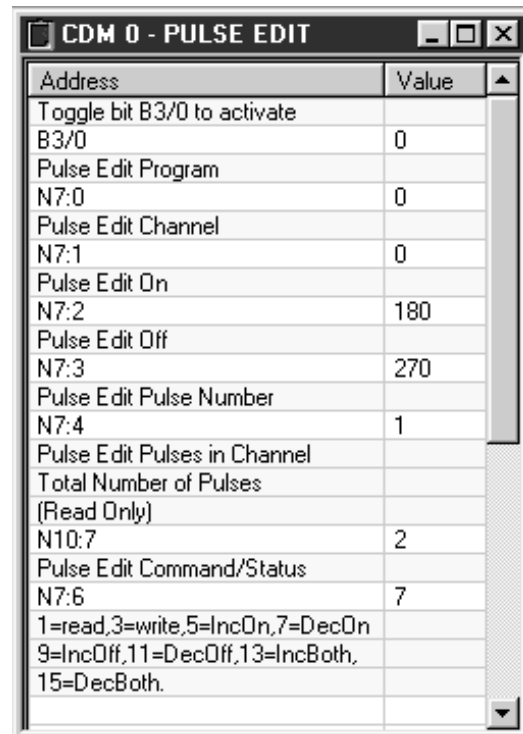 CDM 0 - PULSE EDIT
Address Value
Toggle bit B3/0 to activate
B3/0 0
Pulse Edit Program
N7:0 0
Pulse Edit Channel
N7:1 0
Pulse Edit On
N7:2 180
Pulse Edit Off
N7:3 270
Pulse Edit Pulse Number
N7:4 1
Pulse Edit Pulses in Channel
Total Number of Pulses
(Read Only)
N10:7 2
Pulse Edit Command/Status
N7:6 7
1=read,3=write,5=IncOn,7=DecOn
9=IncOff,11=DecOff,13=IncBoth,
15=DecBoth.